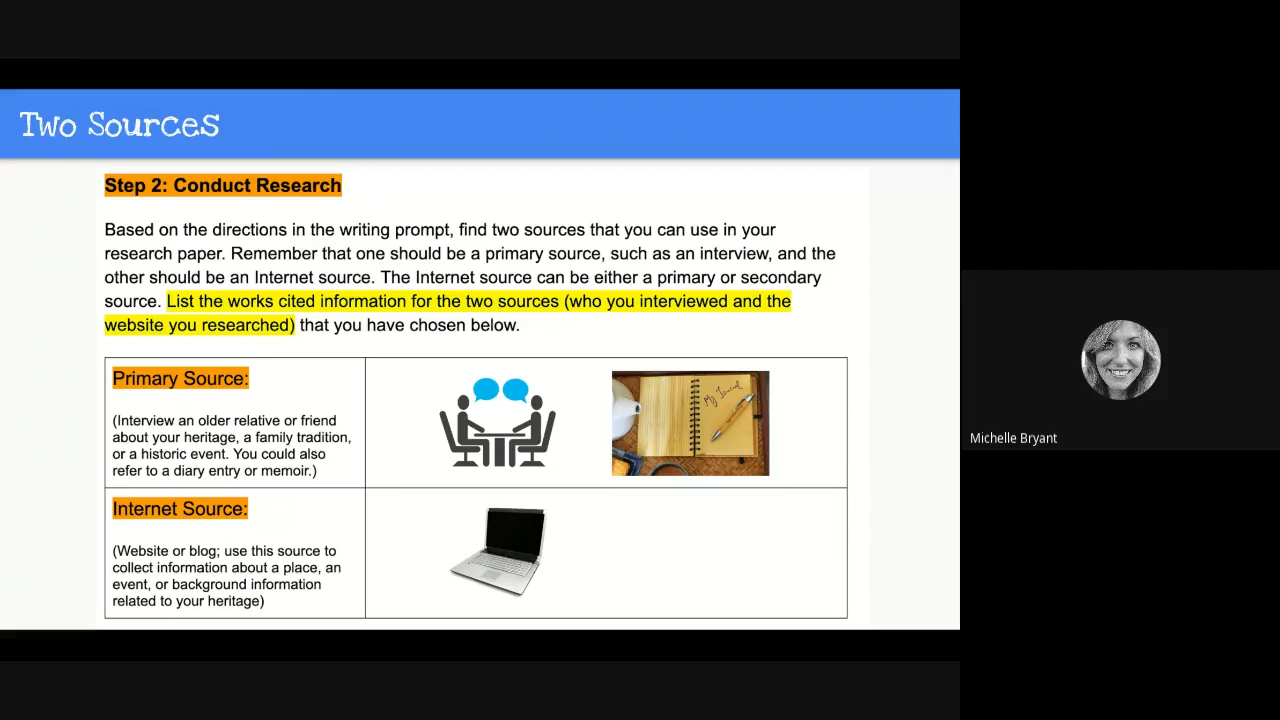 Two Sources
Step 2: Conduct Research
Based on the directions in the writing prompt, find two sources that you can use in your
research paper. Remember that one should be a primary source, such as an interview, and the
other should be an Internet source. The Internet source can be either a primary or secondary
source. List the works cited information for the two sources (who you interviewed and the
website you researched) that you have chosen below.
Primary Source:
(Interview an older relative or friend
about your heritage, a family tradition,
or a historic event. You could also
refer to a diary entry or memoir.)
My Journal
Internet Source:
(Website or blog; use this source to
collect information about a place, an
event, or background information
related to your heritage)
Michelle Bryant